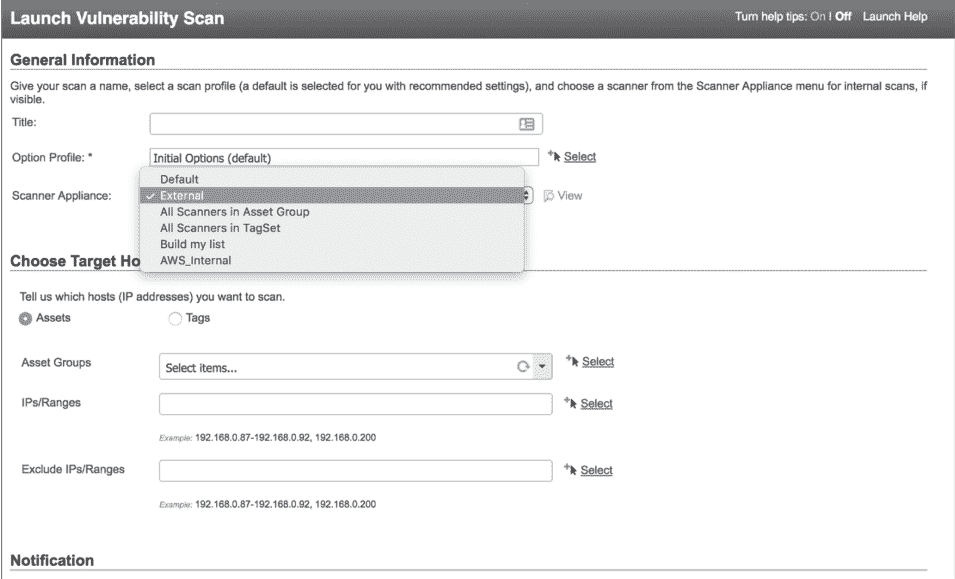 Launch Vulnerability Scan
Turn help tips: On | Off Launch Help
General Information
Give your scan a name, select a scan profile (a default is selected for you with recommended settings), and choose a scanner from the Scanner Appliance menu for internal scans, if
visible.
Title:
Option Profile: *
Initial Options (default)
Select
Scanner Appliance:
Default
External
All Scanners in Asset Group
All Scanners in TagSet
Build my list
AWS_Internal
View
Choose Target Ho
Tell us which hosts (IP addresses) you want to scan.
Assets
Tags
Asset Groups
Select items...
Select
IPs/Ranges
Select
Example: 192.168.0.87-192.168.0.92, 192.168.0.200
Exclude IPs/Ranges
Select
Example: 192.168.0.87-192.168.0.92, 192.168.0.200
Notification